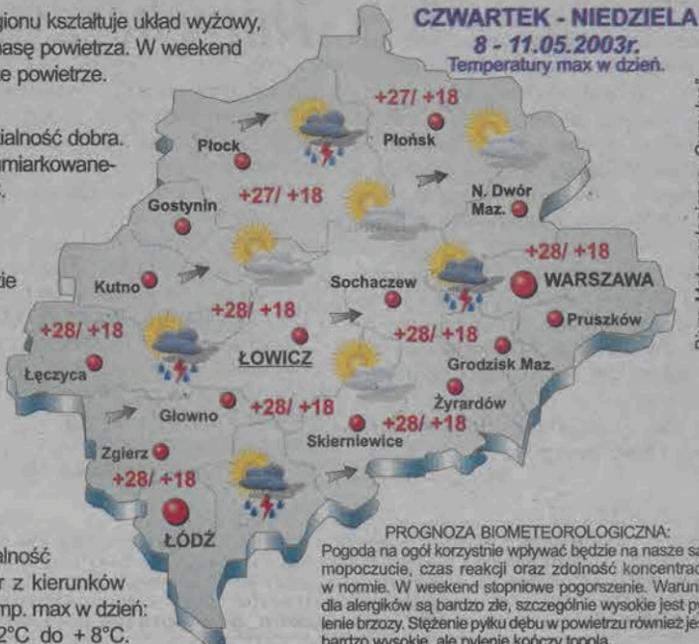 gionu kształtuje układ wyżowy,
masę powietrza. W weekend
powietrze.
CZWARTEK - NIEDZIELA
8 - 11.05.2003r.
Temperatury max w dzień.
dobra.
+27/ +18
Płock
Płońsk
+27/ +18
N. Dwór
Maz.
Gostynin
+28/ +18
Kutno
Sochaczew
WARSZAWA
+28/ +18
+28/ +18
Pruszków
+28/ +18
ŁOWICZ
Grodzisk Maz.
Łęczyca
+28/ +18
Żyrardów
Głowno
+28/ +18
Skierniewice
Zgierz
+28/ +18
ŁÓDŹ
z kierunków
mp. max w dzień:
2°C do + 8°C.
PROGNOZA BIOMETEOROLOGICZNA:
Pogoda na ogół korzystnie wpływać będzie na nasze sa-
mopoczucie, czas reakcji oraz zdolność koncentrac
w normie. W weekend stopniowe pogorszenie. Warun
dla alergików są bardzo złe, szczególnie wysokie jest p
lenie brzozy. Stężenie pyłku dębu w powietrzu również je
bardzo wysokie, ale pylenie kończy topola.